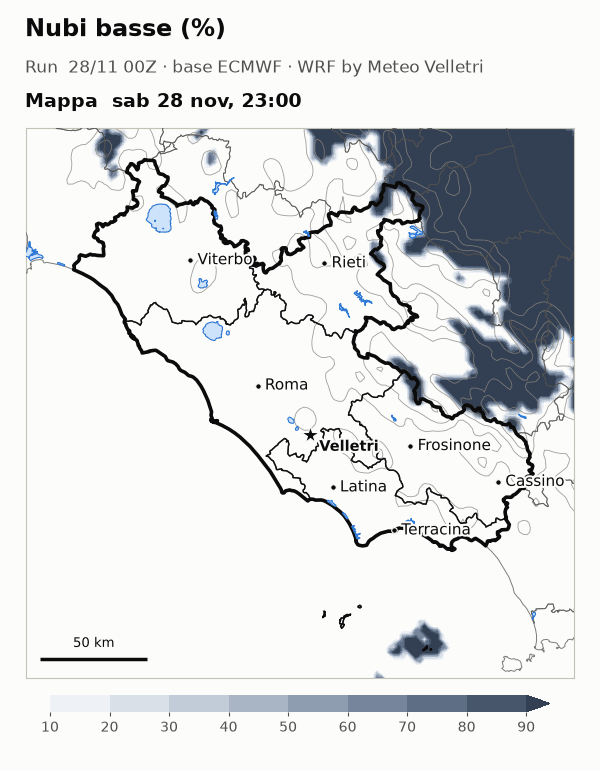 Nubi basse (%)
Run  28/11 00Z · base ECMWF · WRF by Meteo Velletri
Mappa  sab 28 nov, 23:00
Viterbo
Rieti
Roma
Velletri
Frosinone
Latina
Cassino
Terracina
50 km
10 20 30 40 50 60 70 80 90